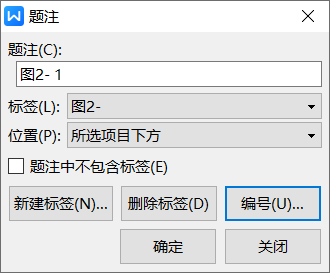 题注
题注(C):
图2- 1
标签(L): 图2-
位置(P): 所选项目下方
题注中不包含标签(E)
新建标签(N)... 删除标签(D) 编号(U)...
确定 关闭